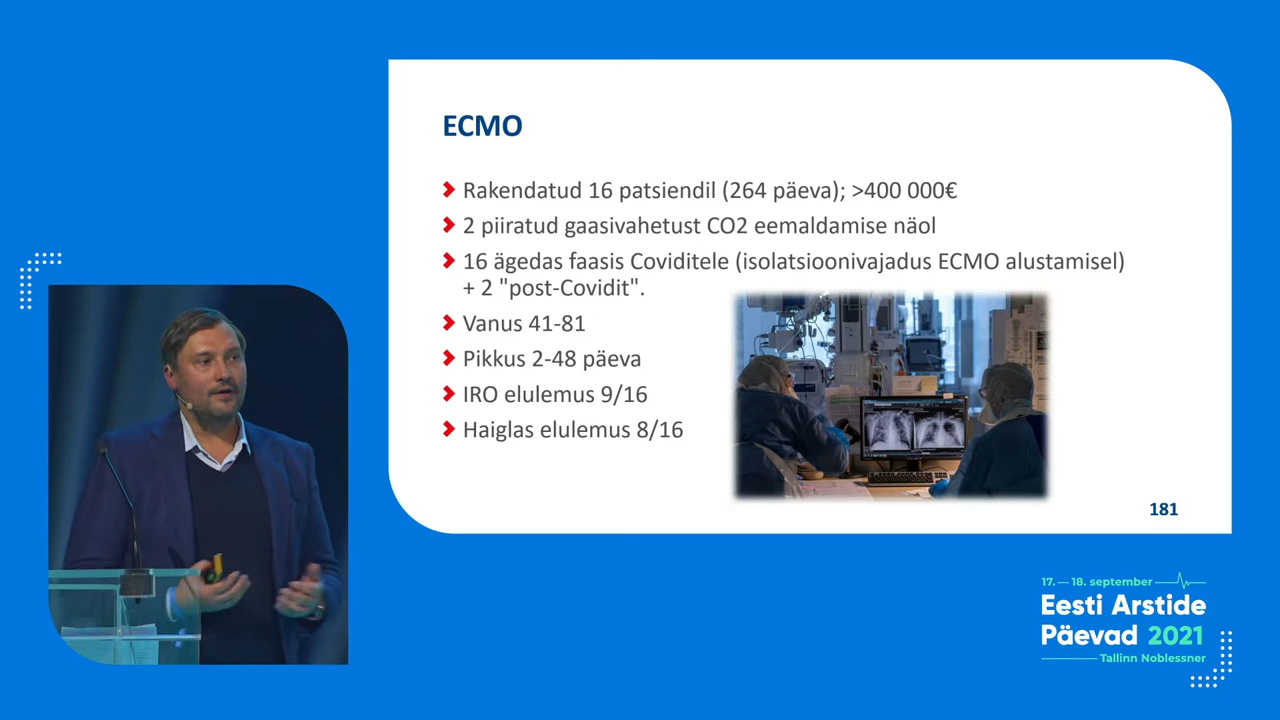 ECMO
Rakendatud 16 patsiendil (264 päeva); >400 000€
2 piiratud gaasivahetust CO2 eemaldamise näol
16 ägedas faasis Coviditele (isolatsioonivajadus ECMO alustamisel)
+ 2 "post-Covidit".
Vanus 41-81
Pikkus 2-48 päeva
IRO elulemus 9/16
Haiglas elulemus 8/16
181
17. — 18. september
Eesti Arstide
Päevad 2021
Tallinn Noblessner